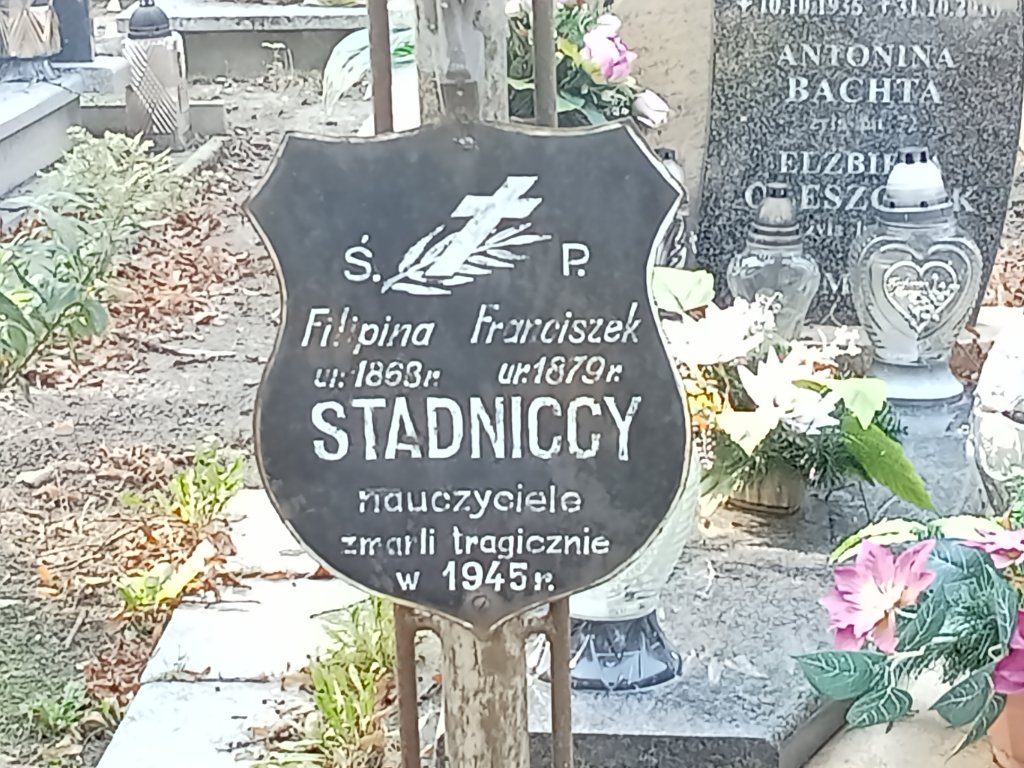 Ś. P.
Filipina Franciszek
ur. 1868 r. ur. 1879 r.
STADNICCY
nauczyciele
zmarli tragicznie
w 1945 r.
ANTONINA
BACHTA